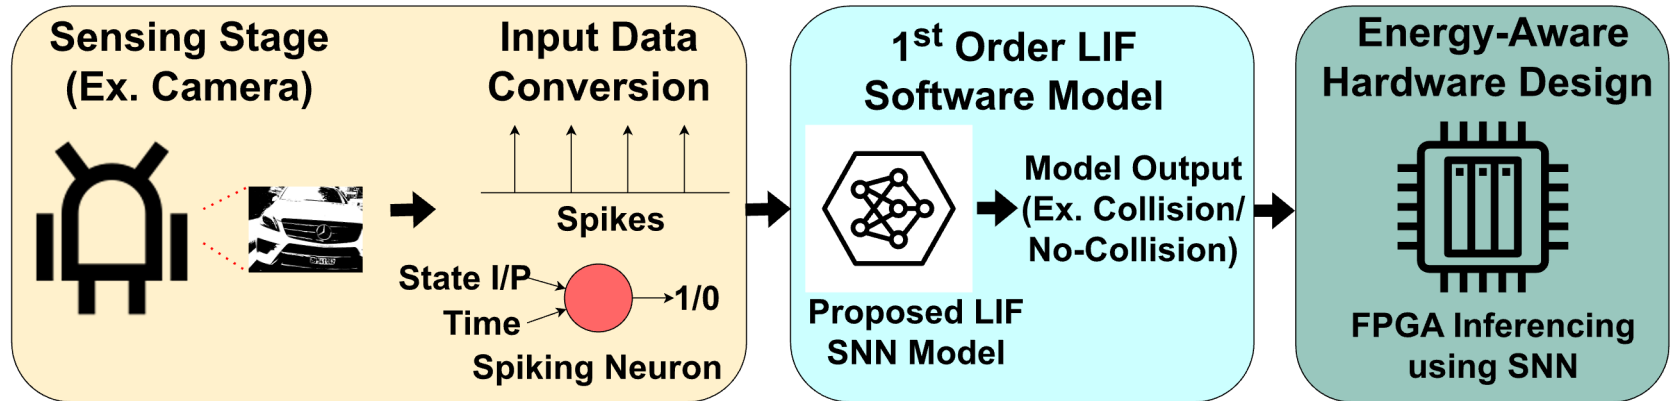 Sensing Stage
(Ex. Camera)
Input Data
Conversion
Spikes
State I/P
Time
1/0
Spiking Neuron
1st Order LIF
Software Model
Proposed LIF
SNN Model
Model Output
(Ex. Collision/
No-Collision)
Energy-Aware
Hardware Design
FPGA Inferencing
using SNN